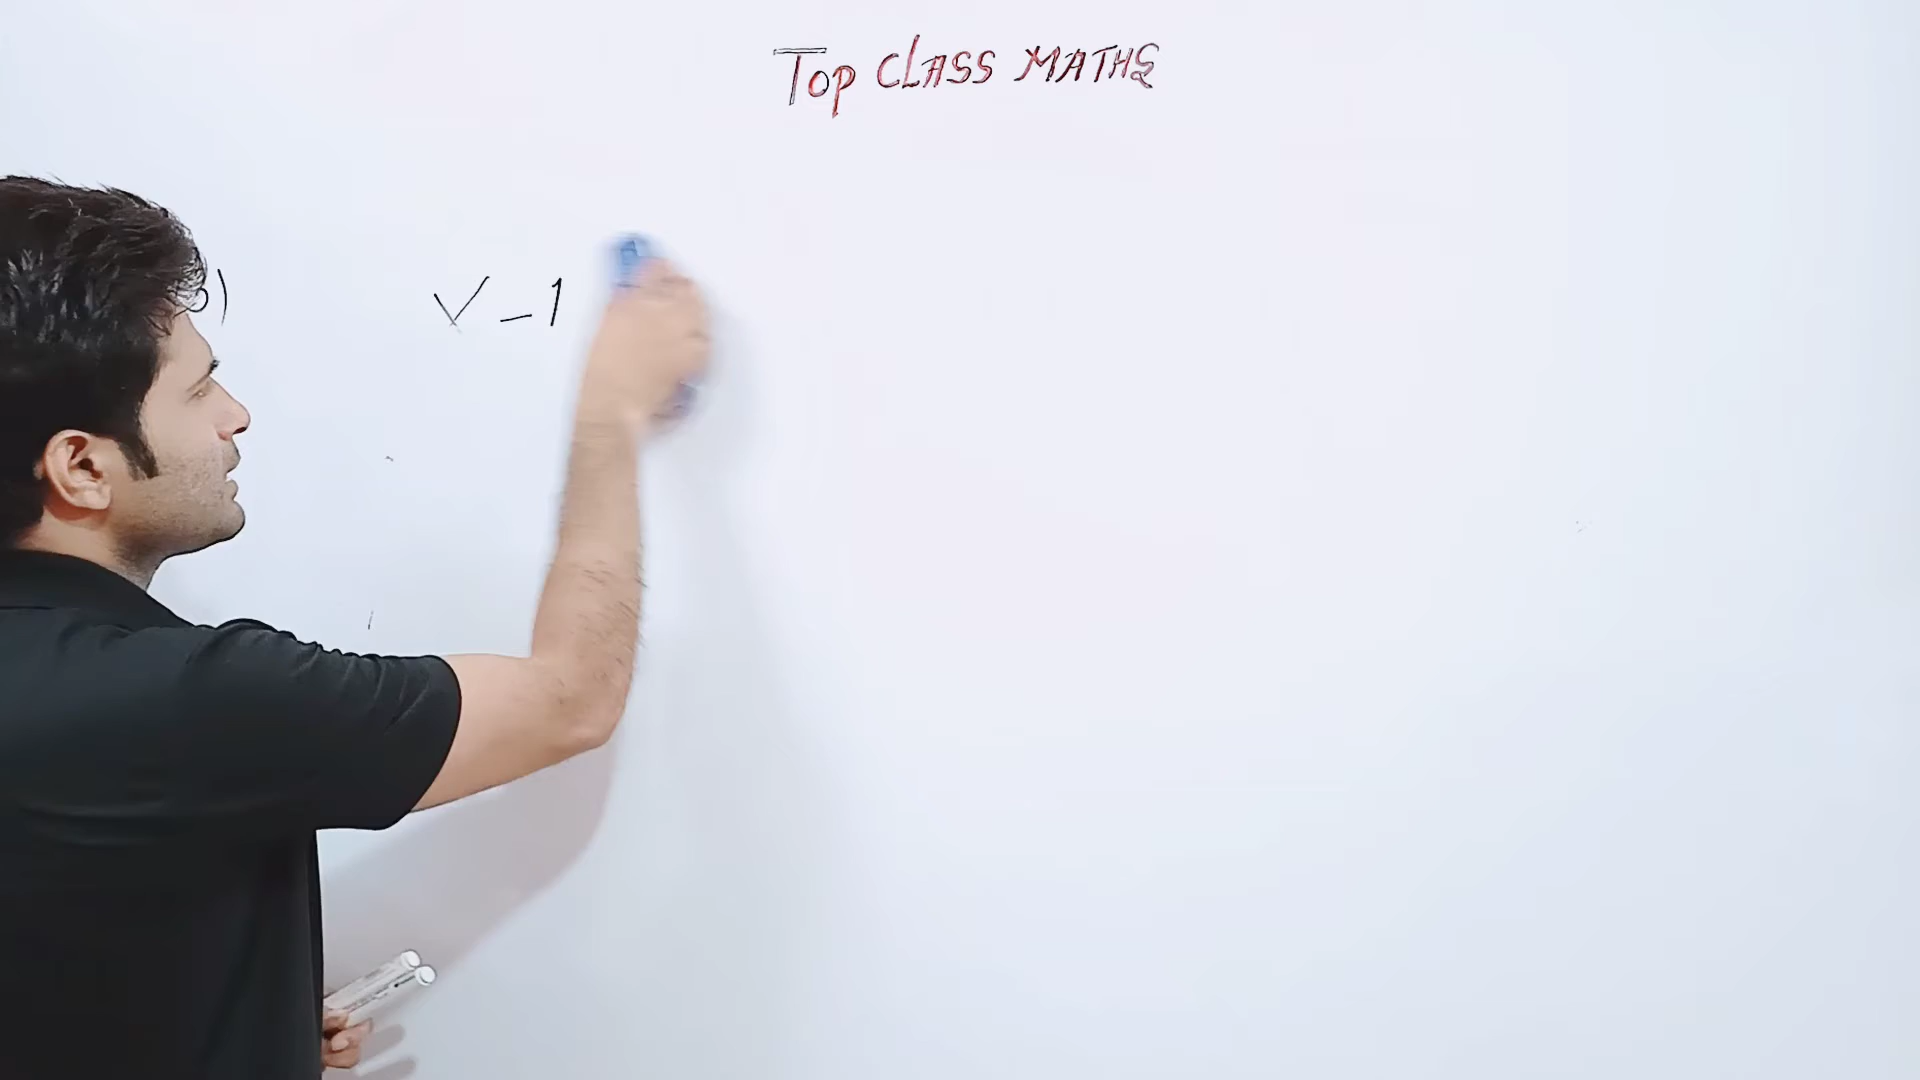 Top CLASS MATHS
) √ - 1